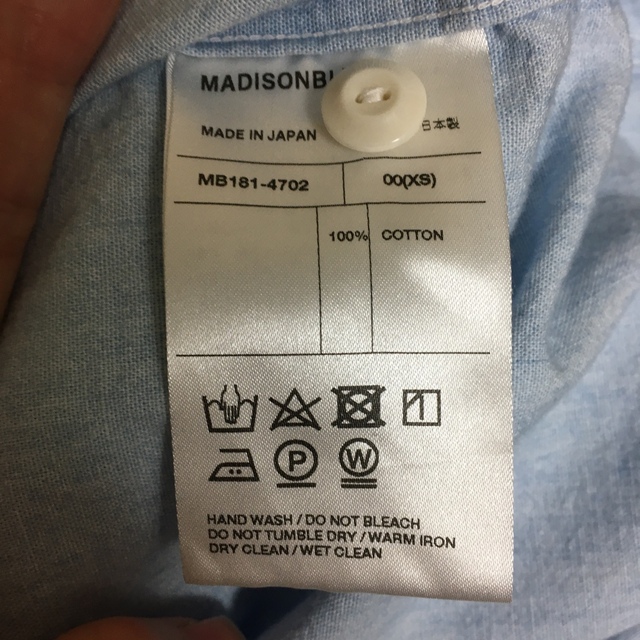 MADISONBL
MADE IN JAPAN 日本製
MB181-4702 00(XS)
100% COTTON
P W
HAND WASH / DO NOT BLEACH
DO NOT TUMBLE DRY / WARM IRON
DRY CLEAN / WET CLEAN